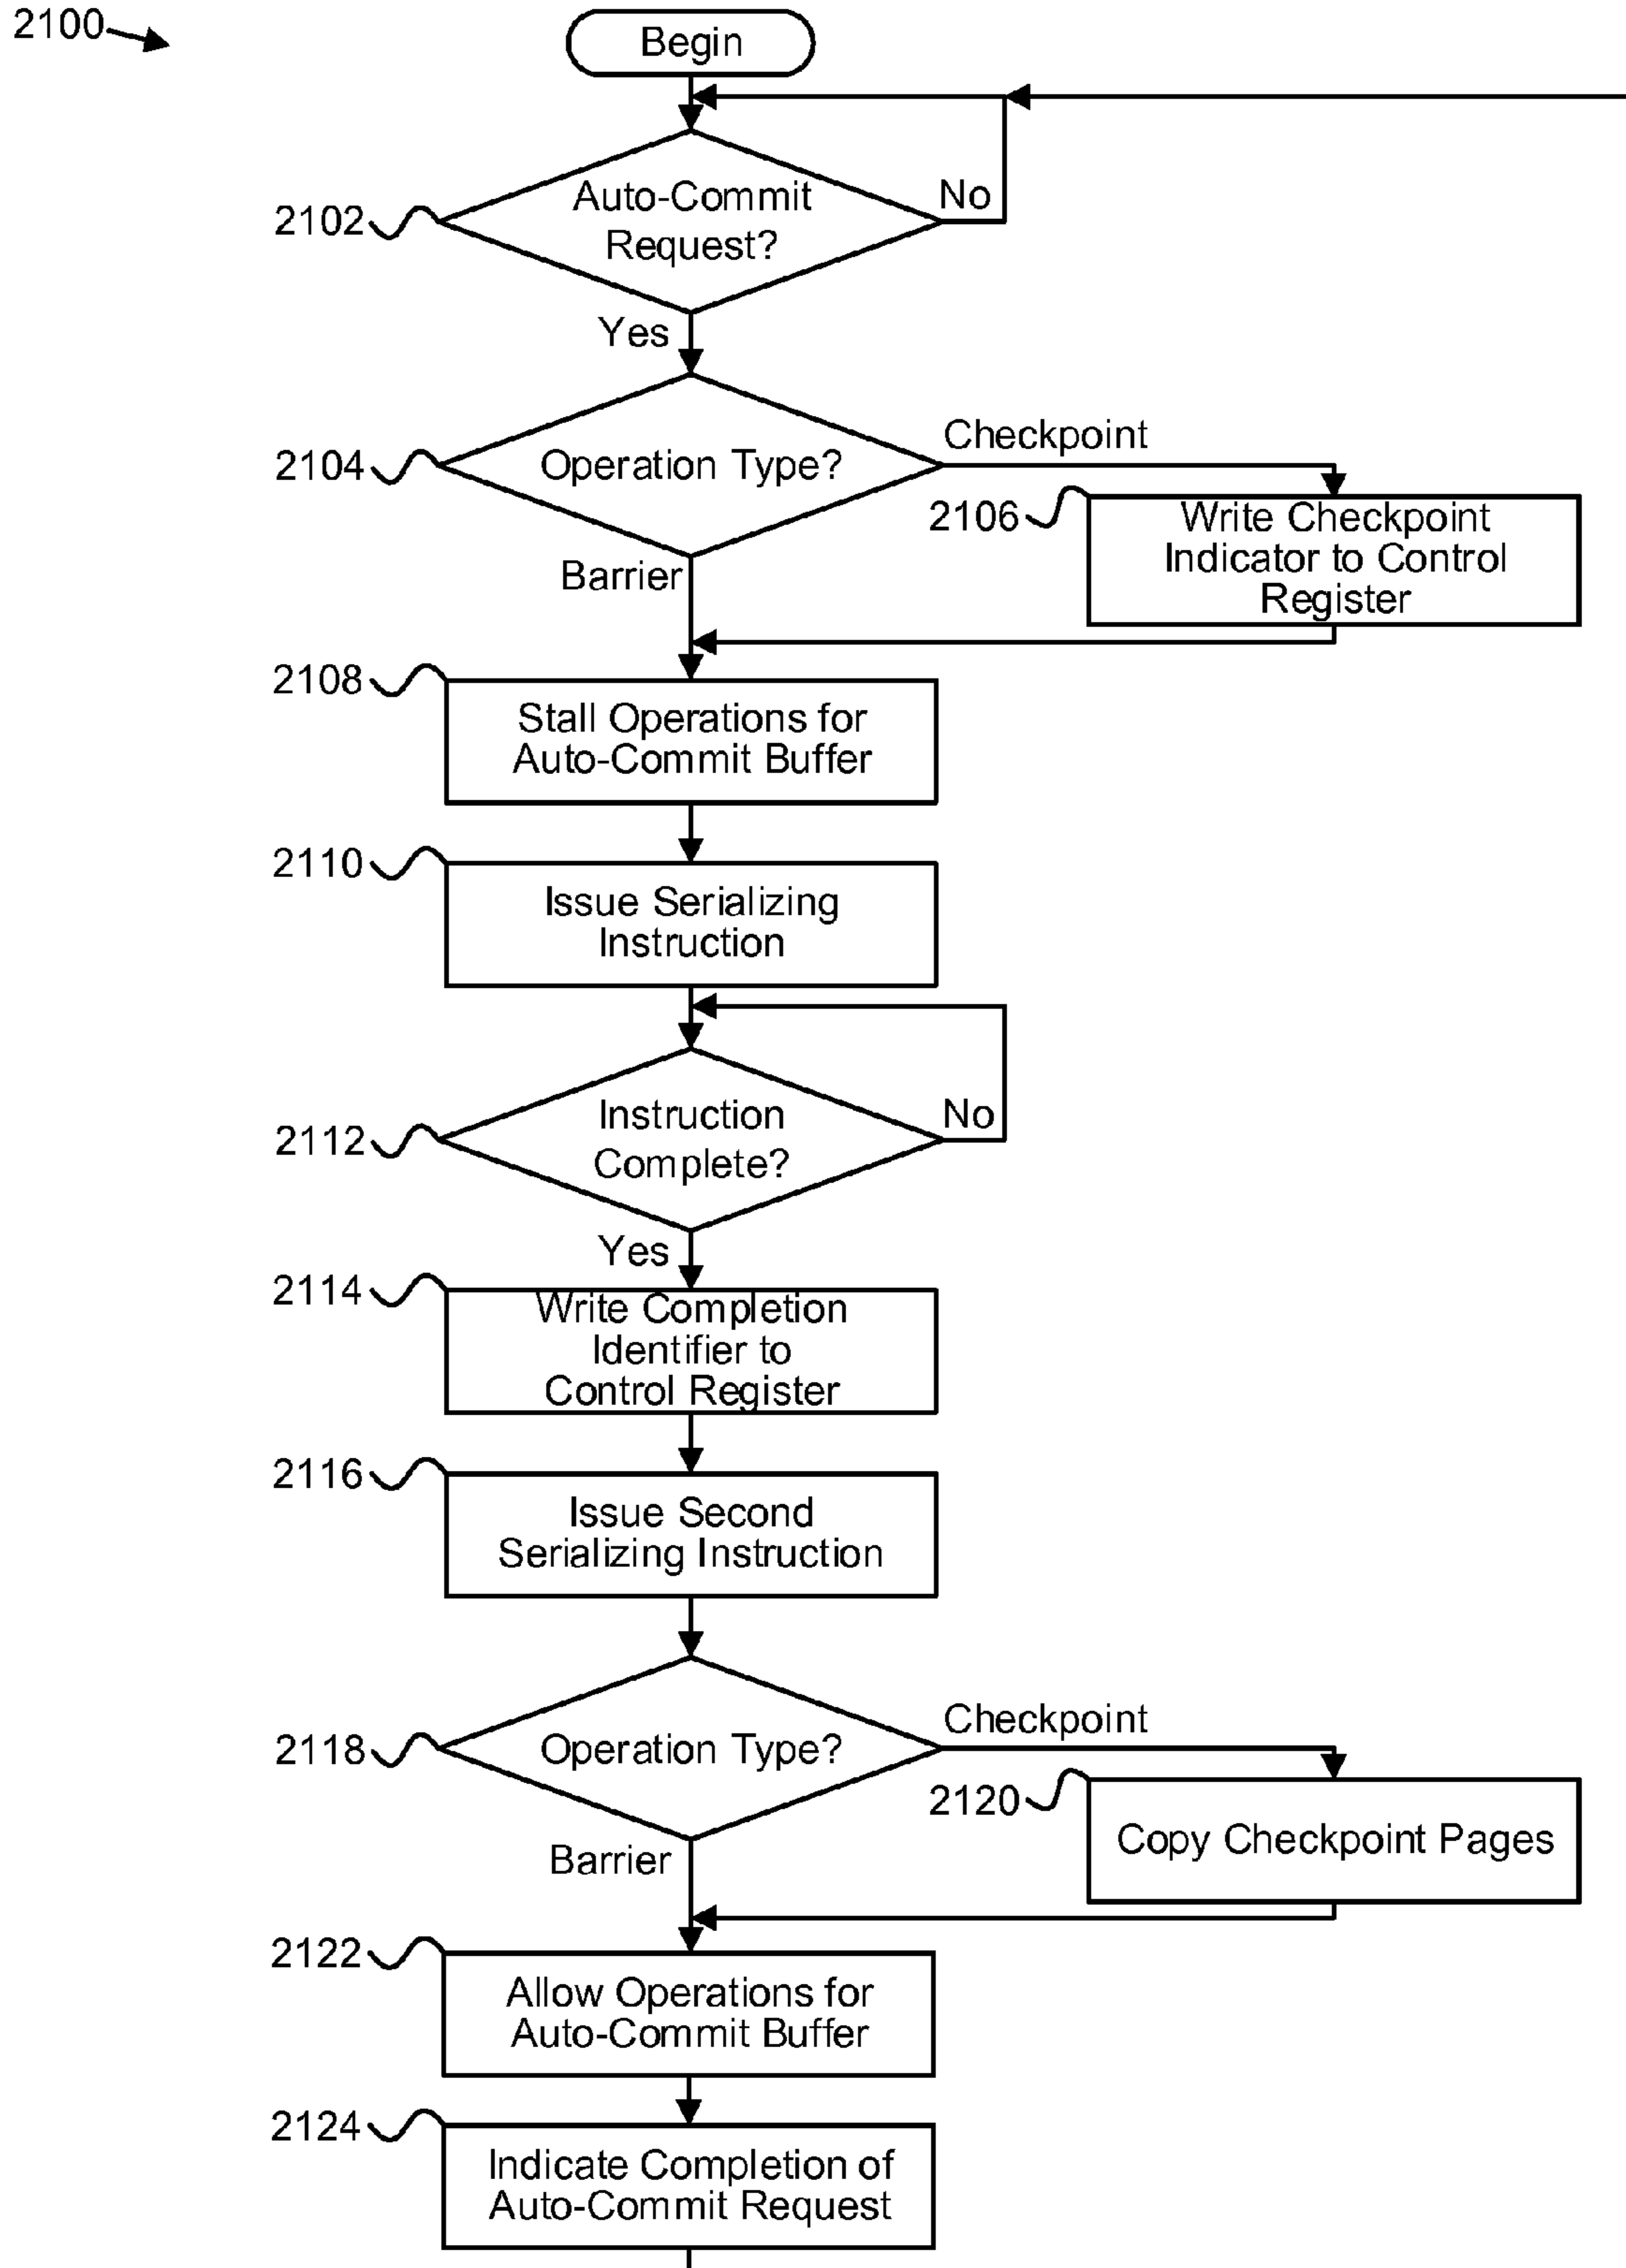 2100
Begin
2102
Auto-Commit
Request?
No
Yes
2104
Operation Type?
Checkpoint
2106
Write Checkpoint
Indicator to Control
Register
Barrier
2108
Stall Operations for
Auto-Commit Buffer
2110
Issue Serializing
Instruction
2112
Instruction
Complete?
No
Yes
2114
Write Completion
Identifier to
Control Register
2116
Issue Second
Serializing Instruction
2118
Operation Type?
Checkpoint
2120
Copy Checkpoint Pages
Barrier
2122
Allow Operations for
Auto-Commit Buffer
2124
Indicate Completion of
Auto-Commit Request